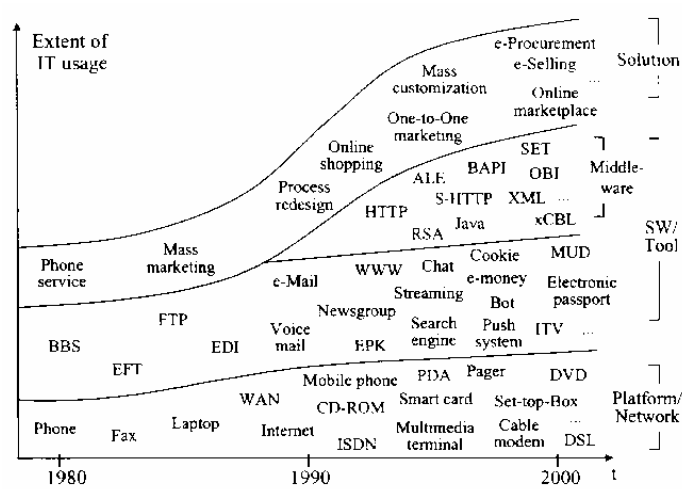 Extent of
IT usage
e-Procurement
e-Selling
Solution
Mass
customization
...
Online
marketplace
One-to-One
marketing
Online
shopping
SET
Process
redesign
ALE
BAPI
OBI
Middle-
ware
S-HTTP
XML
...
HTTP
Java
xCBL
RSA
SW/
Tool
Phone
service
Mass
marketing
e-Mail
WWW
Chat
Cookie
e-money
MUD
Streaming
Electronic
passport
Newsgroup
Bot
FTP
BBS
EDI
Voice
mail
EPK
Search
engine
Push
system
ITV
...
EFT
Mobile phone
PDA
Pager
DVD
WAN
CD-ROM
Smart card
Set-top-Box
Platform/
Network
Phone
Fax
Laptop
Internet
ISDN
Multimedia
terminal
Cable
modem
...
DSL
1980
1990
2000
t